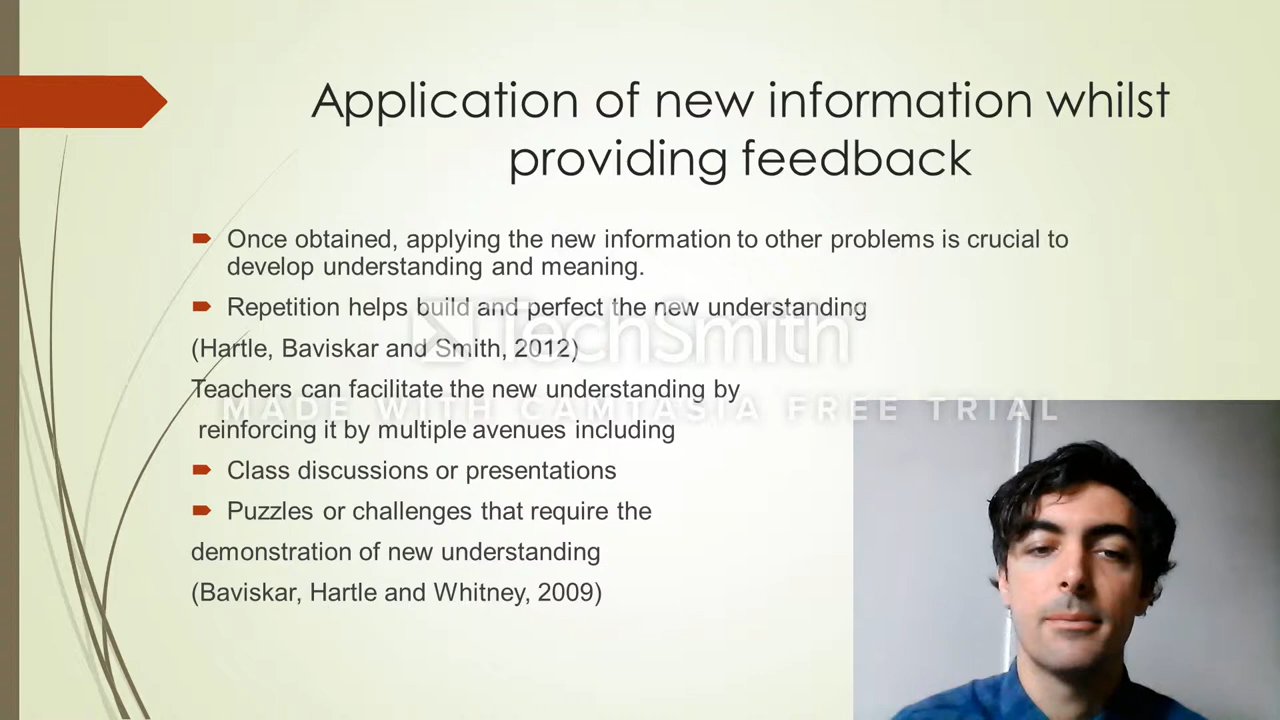 Application of new information whilst
providing feedback
Once obtained, applying the new information to other problems is crucial to
develop understanding and meaning.
Repetition helps build and perfect the new understanding
(Hartle, Baviskar and Smith, 2012)
TechSmith
Teachers can facilitate the new understanding by
MADE WITH CAMTASIA FREE TRIAL
reinforcing it by multiple avenues including
Class discussions or presentations
Puzzles or challenges that require the
demonstration of new understanding
(Baviskar, Hartle and Whitney, 2009)